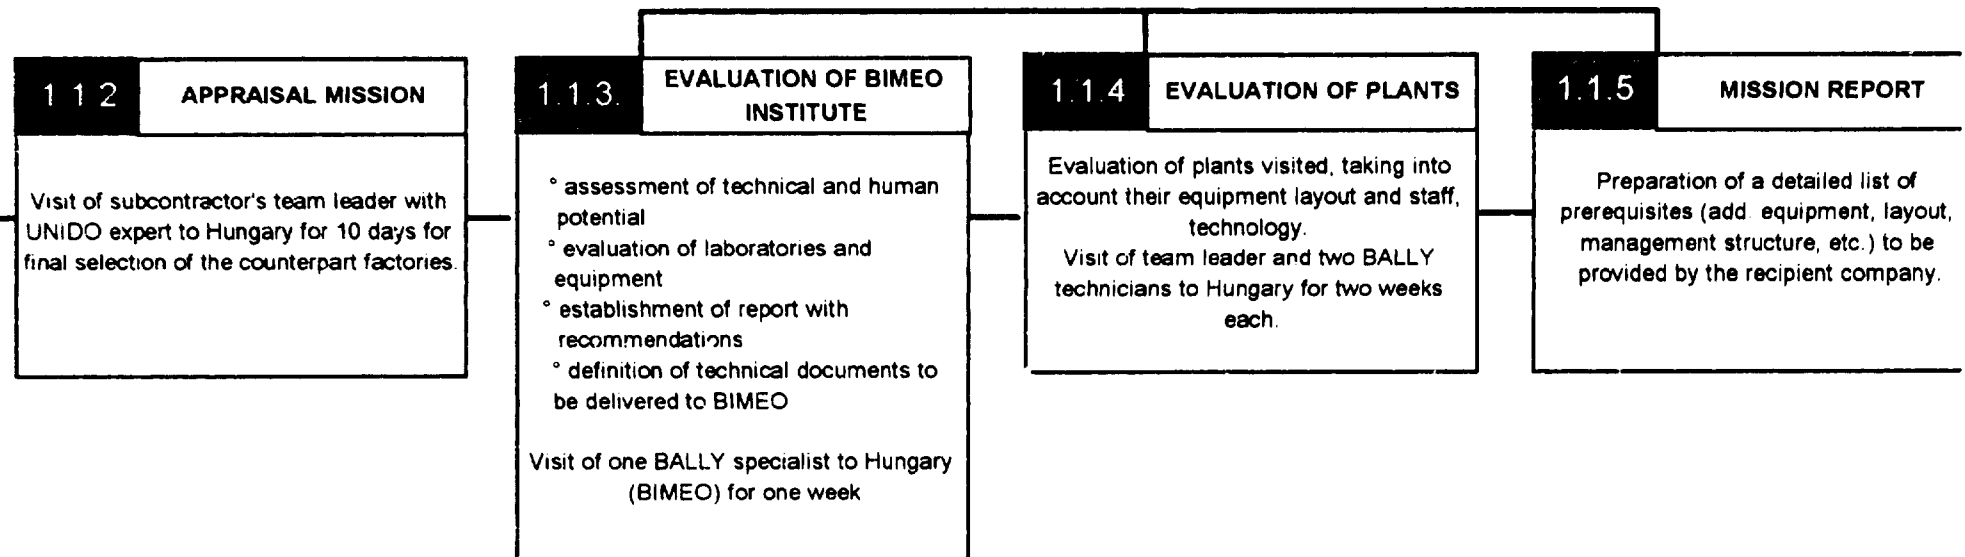 1 1 2
APPRAISAL MISSION
Visit of subcontractor's team leader with
UNIDO expert to Hungary for 10 days for
final selection of the counterpart factories.
1.1.3.
EVALUATION OF BIMEO
INSTITUTE
° assessment of technical and human
potential
° evaluation of laboratories and
equipment
° establishment of report with
recommendations
° definition of technical documents to
be delivered to BIMEO
Visit of one BALLY specialist to Hungary
(BIMEO) for one week
1.1.4
EVALUATION OF PLANTS
Evaluation of plants visited, taking into
account their equipment layout and staff,
technology.
Visit of team leader and two BALLY
technicians to Hungary for two weeks
each.
1.1.5
MISSION REPORT
Preparation of a detailed list of
prerequisites (add. equipment, layout,
management structure, etc.) to be
provided by the recipient company.